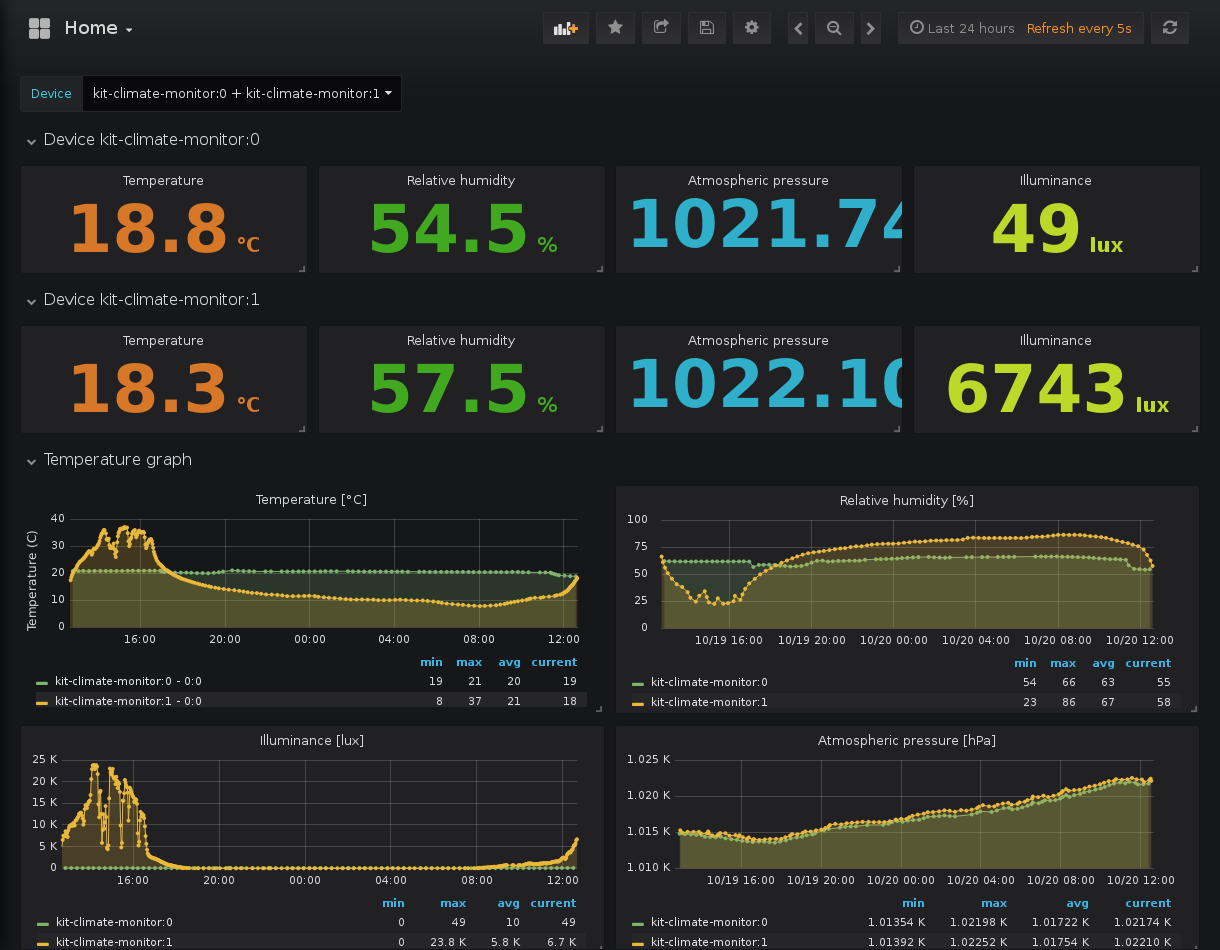 Home
Last 24 hours Refresh every 5s
Device kit-climate-monitor:0 + kit-climate-monitor:1
Device kit-climate-monitor:0
Temperature Relative humidity Atmospheric pressure Illuminance
18.8 °C 54.5 % 1021.74 49 lux
Device kit-climate-monitor:1
Temperature Relative humidity Atmospheric pressure Illuminance
18.3 °C 57.5 % 1022.10 6743 lux
Temperature graph
Temperature [°C]
Temperature (C)
40
30
20
10
0
16:00 20:00 00:00 04:00 08:00 12:00
min max avg current
kit-climate-monitor:0 - 0:0 19 21 20 19
kit-climate-monitor:1 - 0:0 8 37 21 18
Relative humidity [%]
100
75
50
25
0
10/19 16:00 10/19 20:00 10/20 00:00 10/20 04:00 10/20 08:00 10/20 12:00
min max avg current
kit-climate-monitor:0 54 66 63 55
kit-climate-monitor:1 23 86 67 58
Illuminance [lux]
25 K
20 K
15 K
10 K
5 K
0
16:00 20:00 00:00 04:00 08:00 12:00
min max avg current
kit-climate-monitor:0 0 49 10 49
kit-climate-monitor:1 0 23.8 K 5.8 K 6.7 K
Atmospheric pressure [hPa]
1.025 K
1.020 K
1.015 K
1.010 K
10/19 16:00 10/19 20:00 10/20 00:00 10/20 04:00 10/20 08:00 10/20 12:00
min max avg current
kit-climate-monitor:0 1.01354 K 1.02198 K 1.01722 K 1.02174 K
kit-climate-monitor:1 1.01392 K 1.02252 K 1.01754 K 1.02210 K